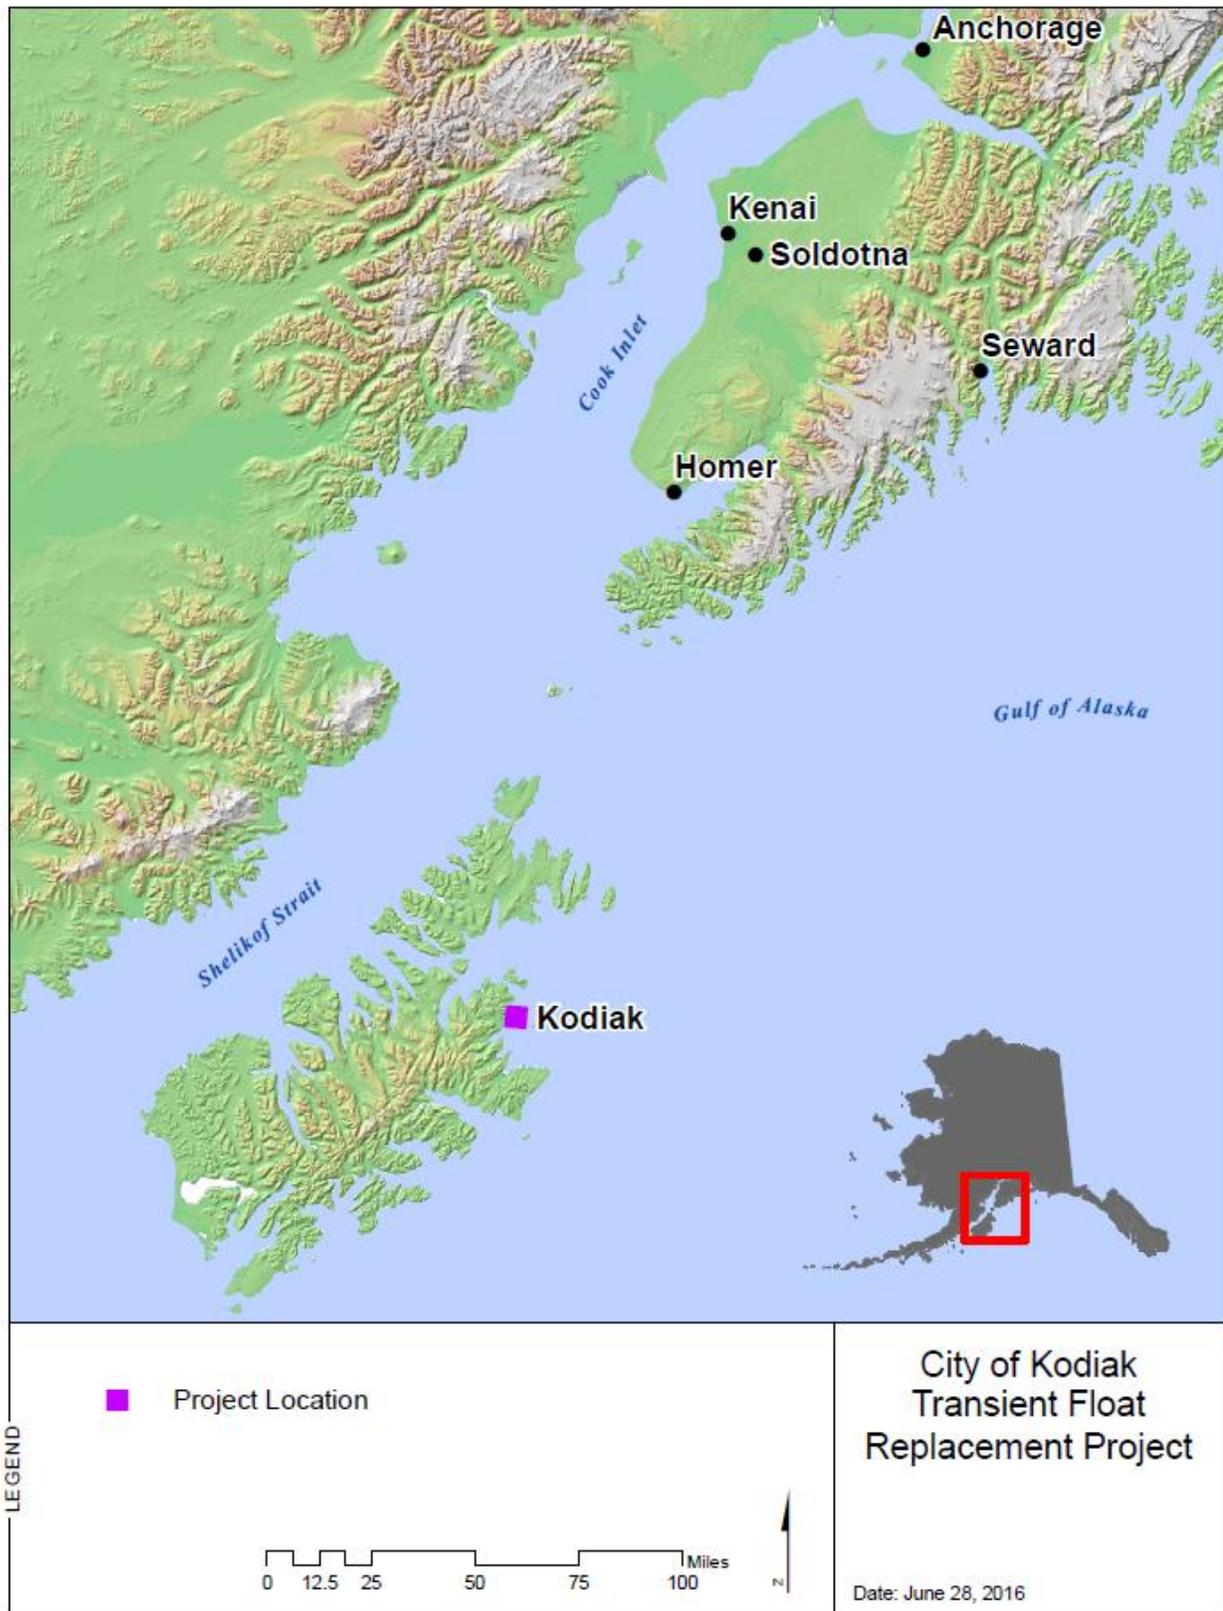 Anchorage
Kenai
Soldotna
Cook Inlet
Seward
Homer
Gulf of Alaska
Shelikof Strait
Kodiak
LEGEND
Project Location
Miles
0 12.5 25 50 75 100
N
City of Kodiak
Transient Float
Replacement Project
Date: June 28, 2016